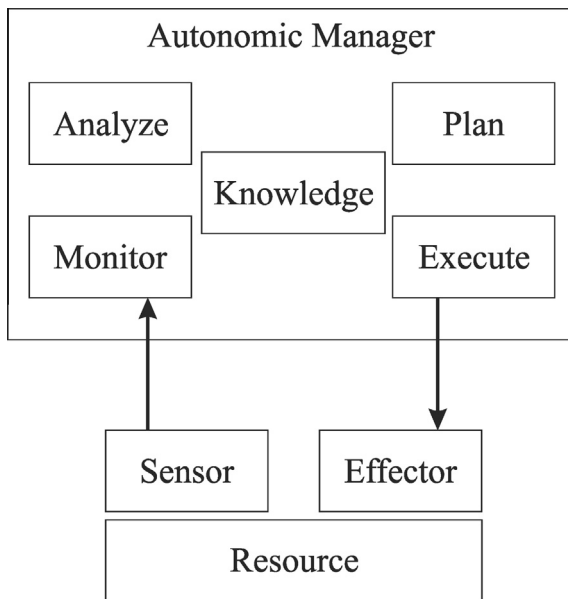 Autonomic Manager
Analyze
Plan
Knowledge
Monitor
Execute
Sensor
Effector
Resource